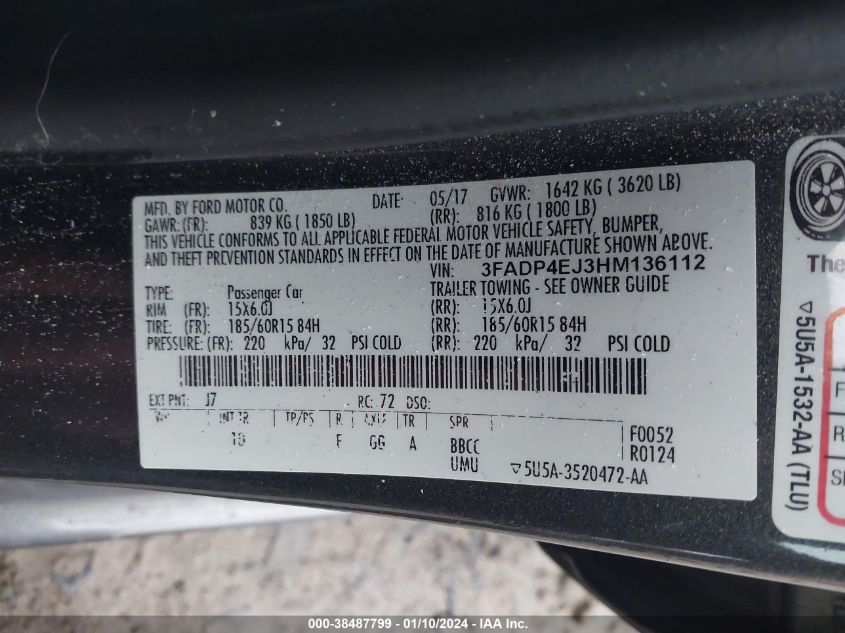 MFD. BY FORD MOTOR CO. DATE: 05/17 GVWR: 1642 KG ( 3620 LB)
GAWR: (FR): 839 KG ( 1850 LB) (RR): 816 KG ( 1800 LB)
THIS VEHICLE CONFORMS TO ALL APPLICABLE FEDERAL MOTOR VEHICLE SAFETY, BUMPER,
AND THEFT PREVENTION STANDARDS IN EFFECT ON THE DATE OF MANUFACTURE SHOWN ABOVE.
VIN: 3FADP4EJ3HM136112
TYPE: Passenger Car TRAILER TOWING - SEE OWNER GUIDE
RIM (FR): 15X6.0J (RR): 15X6.0J
TIRE: (FR): 185/60R15 84H (RR): 185/60R15 84H
PRESSURE: (FR): 220 kPa/ 32 PSI COLD (RR): 220 kPa/ 32 PSI COLD
EXT PNT: J7 RC: 72 DSO:
INT TR TP/PS R AXLE TR SPR
F GG A BBCC
UMU
F0052
R0124
▽5U5A-3520472-AA
The
▽5U5A-1532-AA (TLU)
F
R
000-38487799 - 01/10/2024 - IAA Inc.